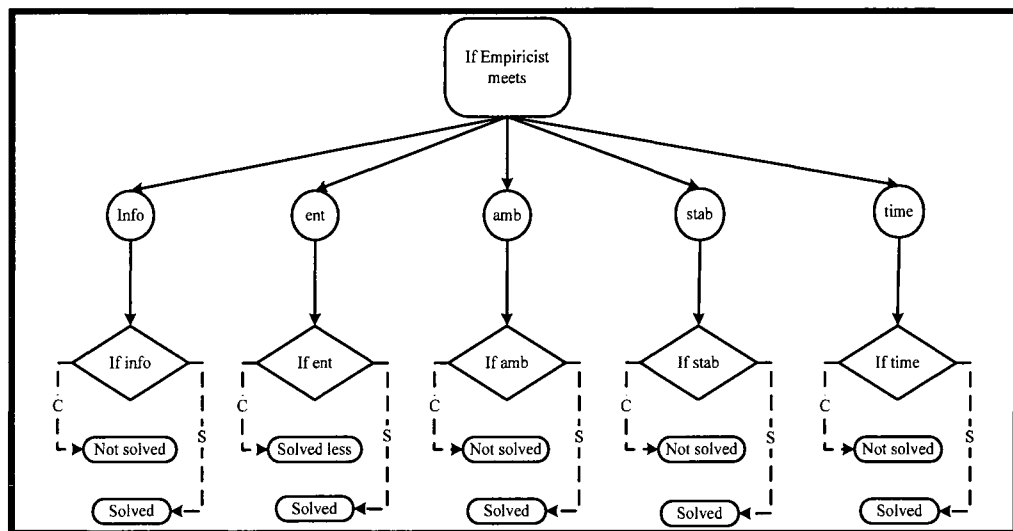 If Empiricist
meets
Info
ent
amb
stab
time
If info
If ent
If amb
If stab
If time
C
C
C
C
C
S
S
S
S
S
Not solved
Solved less
Not solved
Not solved
Not solved
Solved
Solved
Solved
Solved
Solved